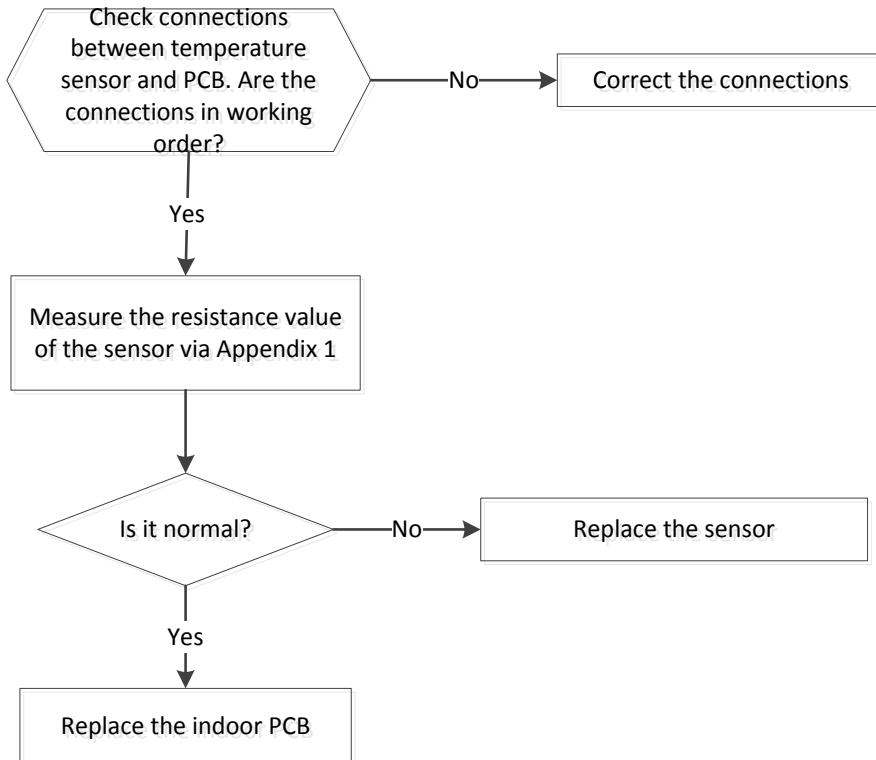 Check connections
between temperature
sensor and PCB. Are the
connections in working
order?
No
Correct the connections
Yes
Measure the resistance value
of the sensor via Appendix 1
Is it normal?
No
Replace the sensor
Yes
Replace the indoor PCB